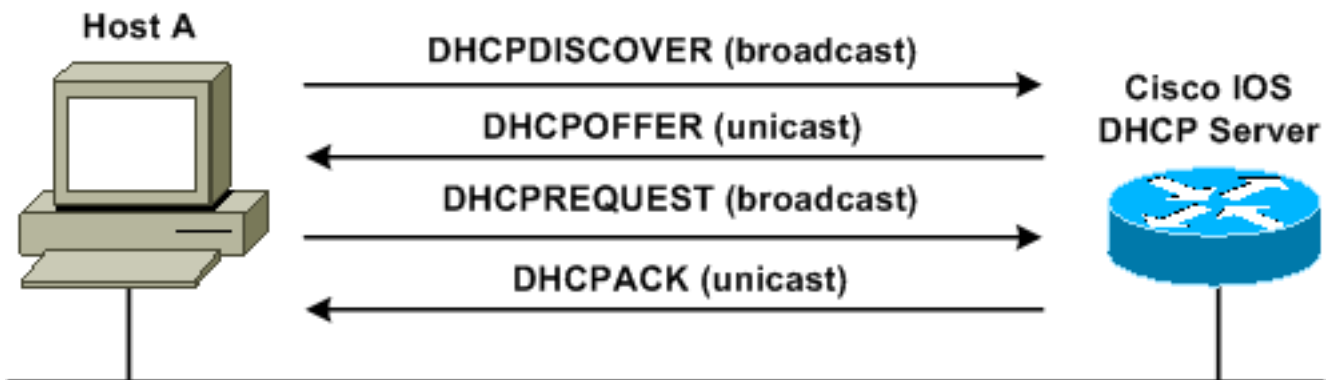 Host A
DHCPDISCOVER (broadcast)
DHCPOFFER (unicast)
DHCPREQUEST (broadcast)
DHCPACK (unicast)
Cisco IOS
DHCP Server